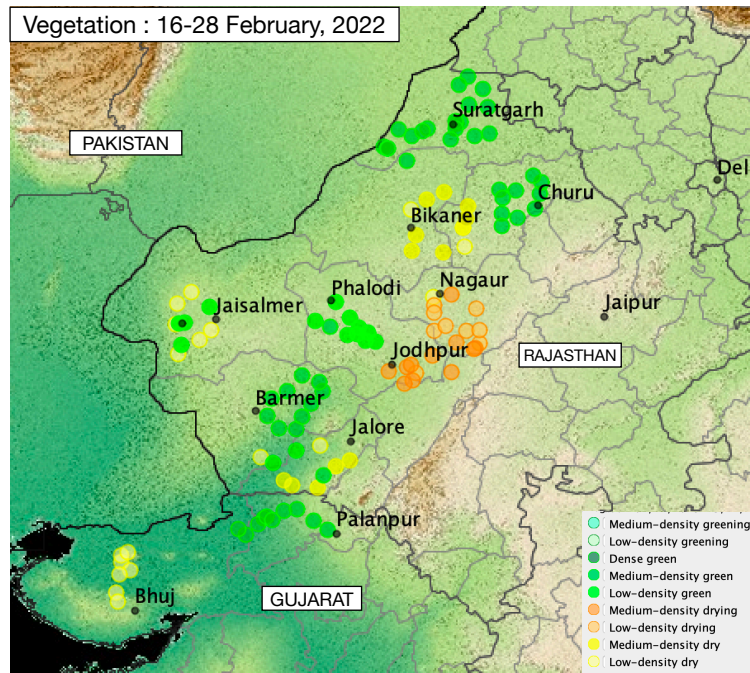 Vegetation : 16-28 February, 2022
Suratgarh
PAKISTAN
Del
Churu
Bikaner
Nagaur
Phalodi
Jaisalmer
Jaipur
RAJASTHAN
Jodhpur
Barmer
Jalore
Palanpur
Bhuj
GUJARAT
Medium-density greening
Low-density greening
Dense green
Medium-density green
Low-density green
Medium-density drying
Low-density drying
Medium-density dry
Low-density dry